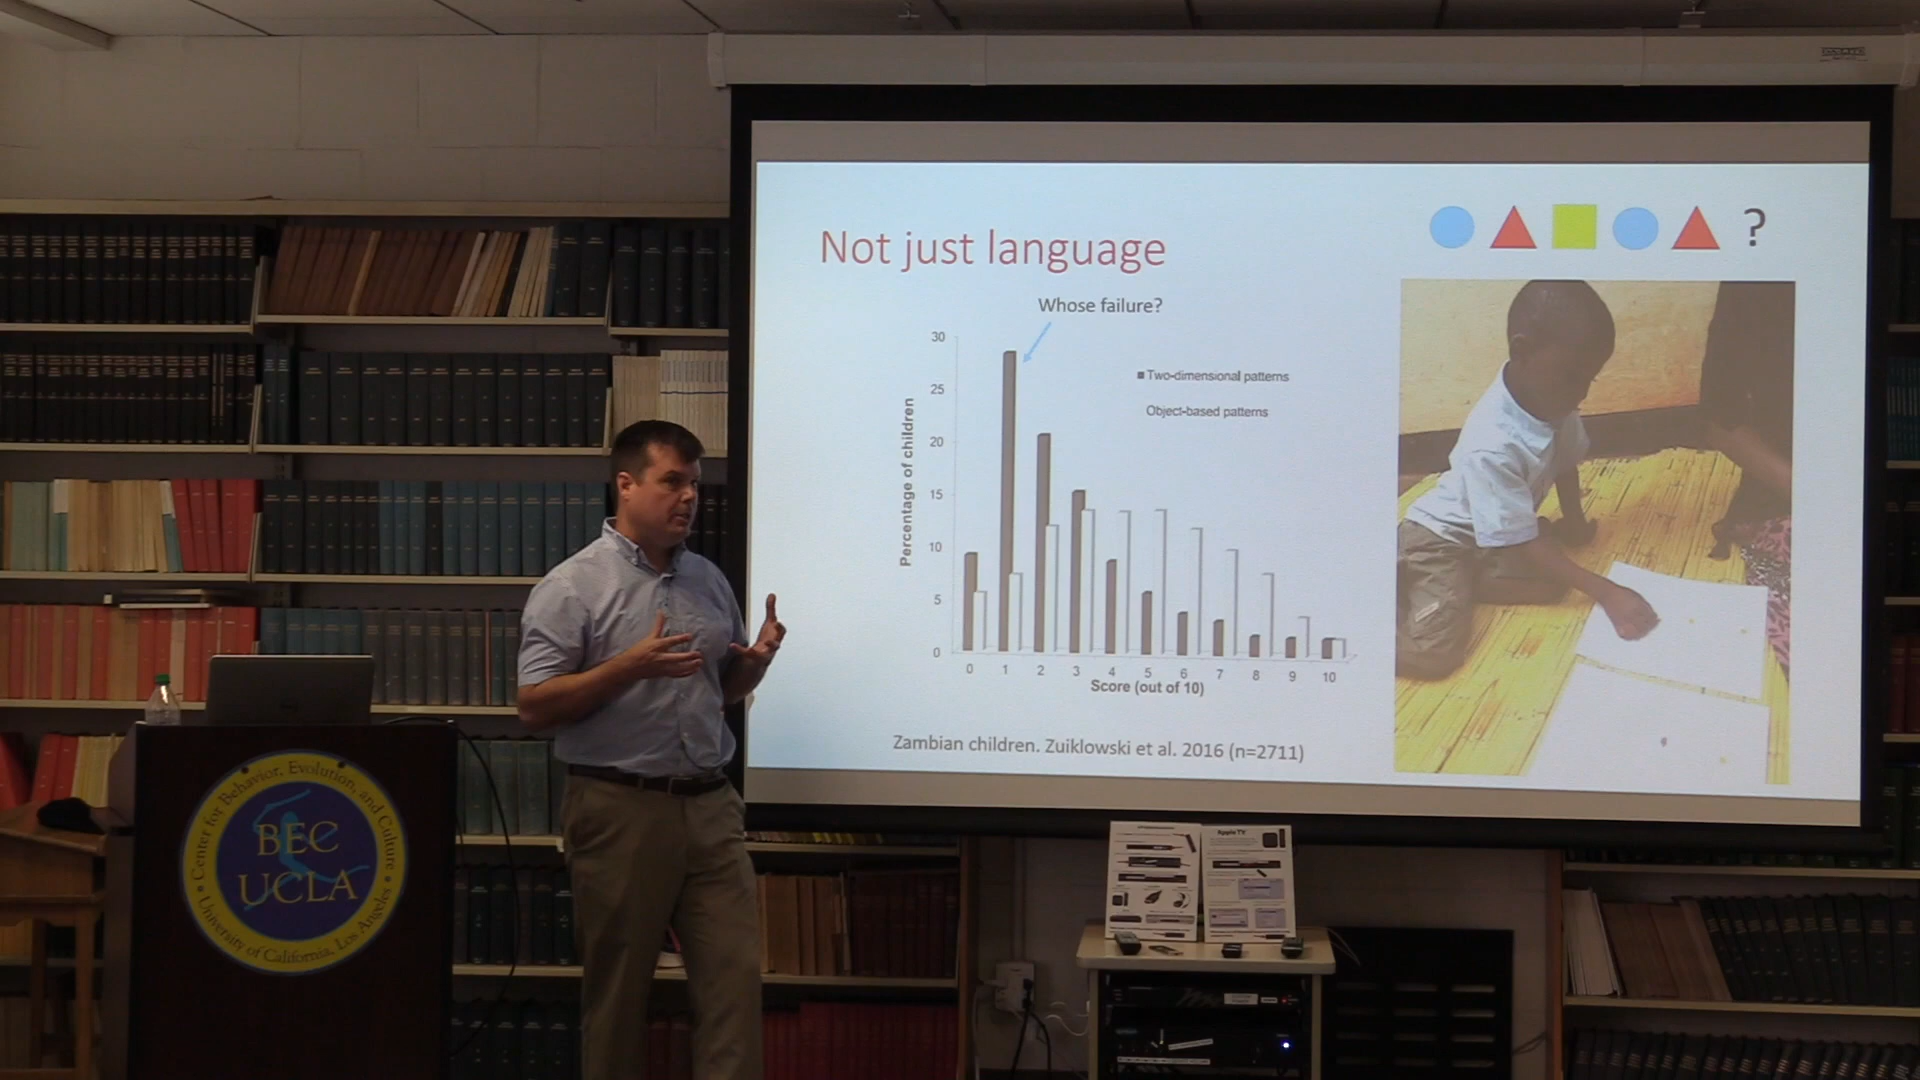 Not just language
?
Whose failure?
30
25
20
15
10
5
0
Percentage of children
Two-dimensional patterns
Object-based patterns
0 1 2 3 4 5 6 7 8 9 10
Score (out of 10)
Zambian children. Zuiklowski et al. 2016 (n=2711)
Center for Behavior, Evolution, and Culture
BEC
UCLA
University of California, Los Angeles
Apple TV